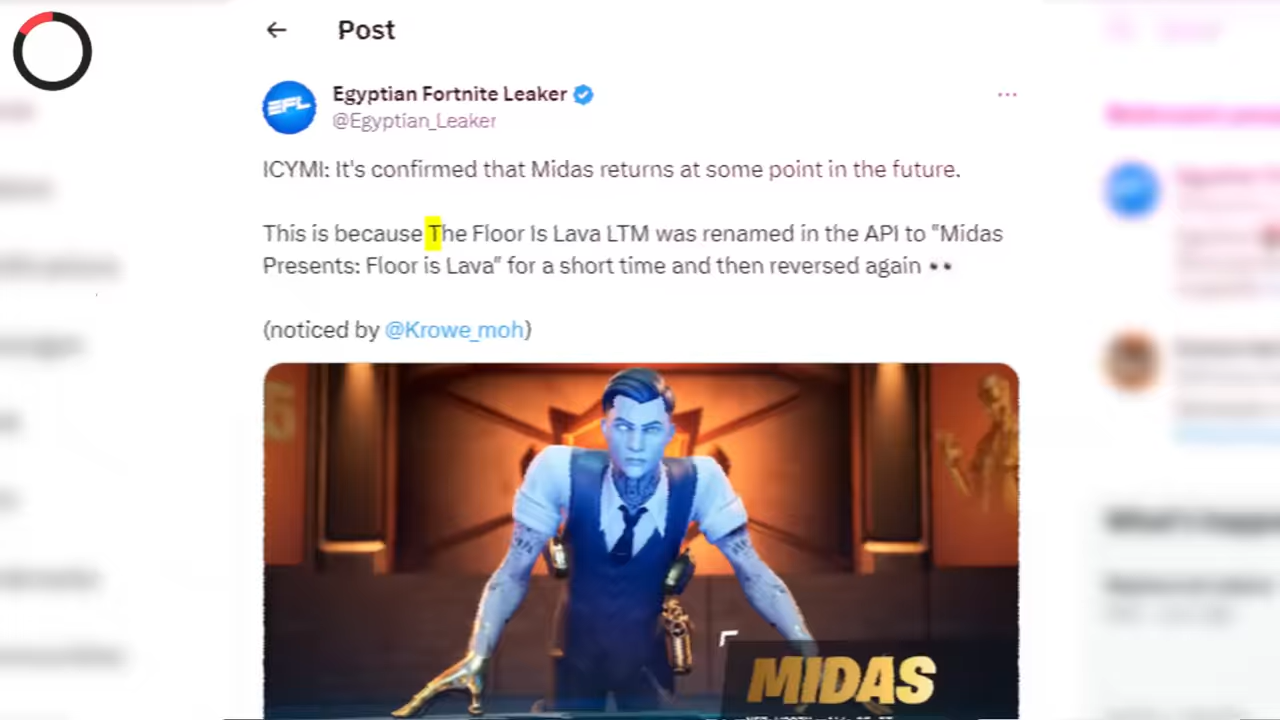 Post
EFL
Egyptian Fortnite Leaker
@Egyptian_Leaker
ICYMI: It's confirmed that Midas returns at some point in the future.
This is because The Floor Is Lava LTM was renamed in the API to "Midas
Presents: Floor is Lava" for a short time and then reversed again 👀
(noticed by @Krowe_moh)
MIDAS